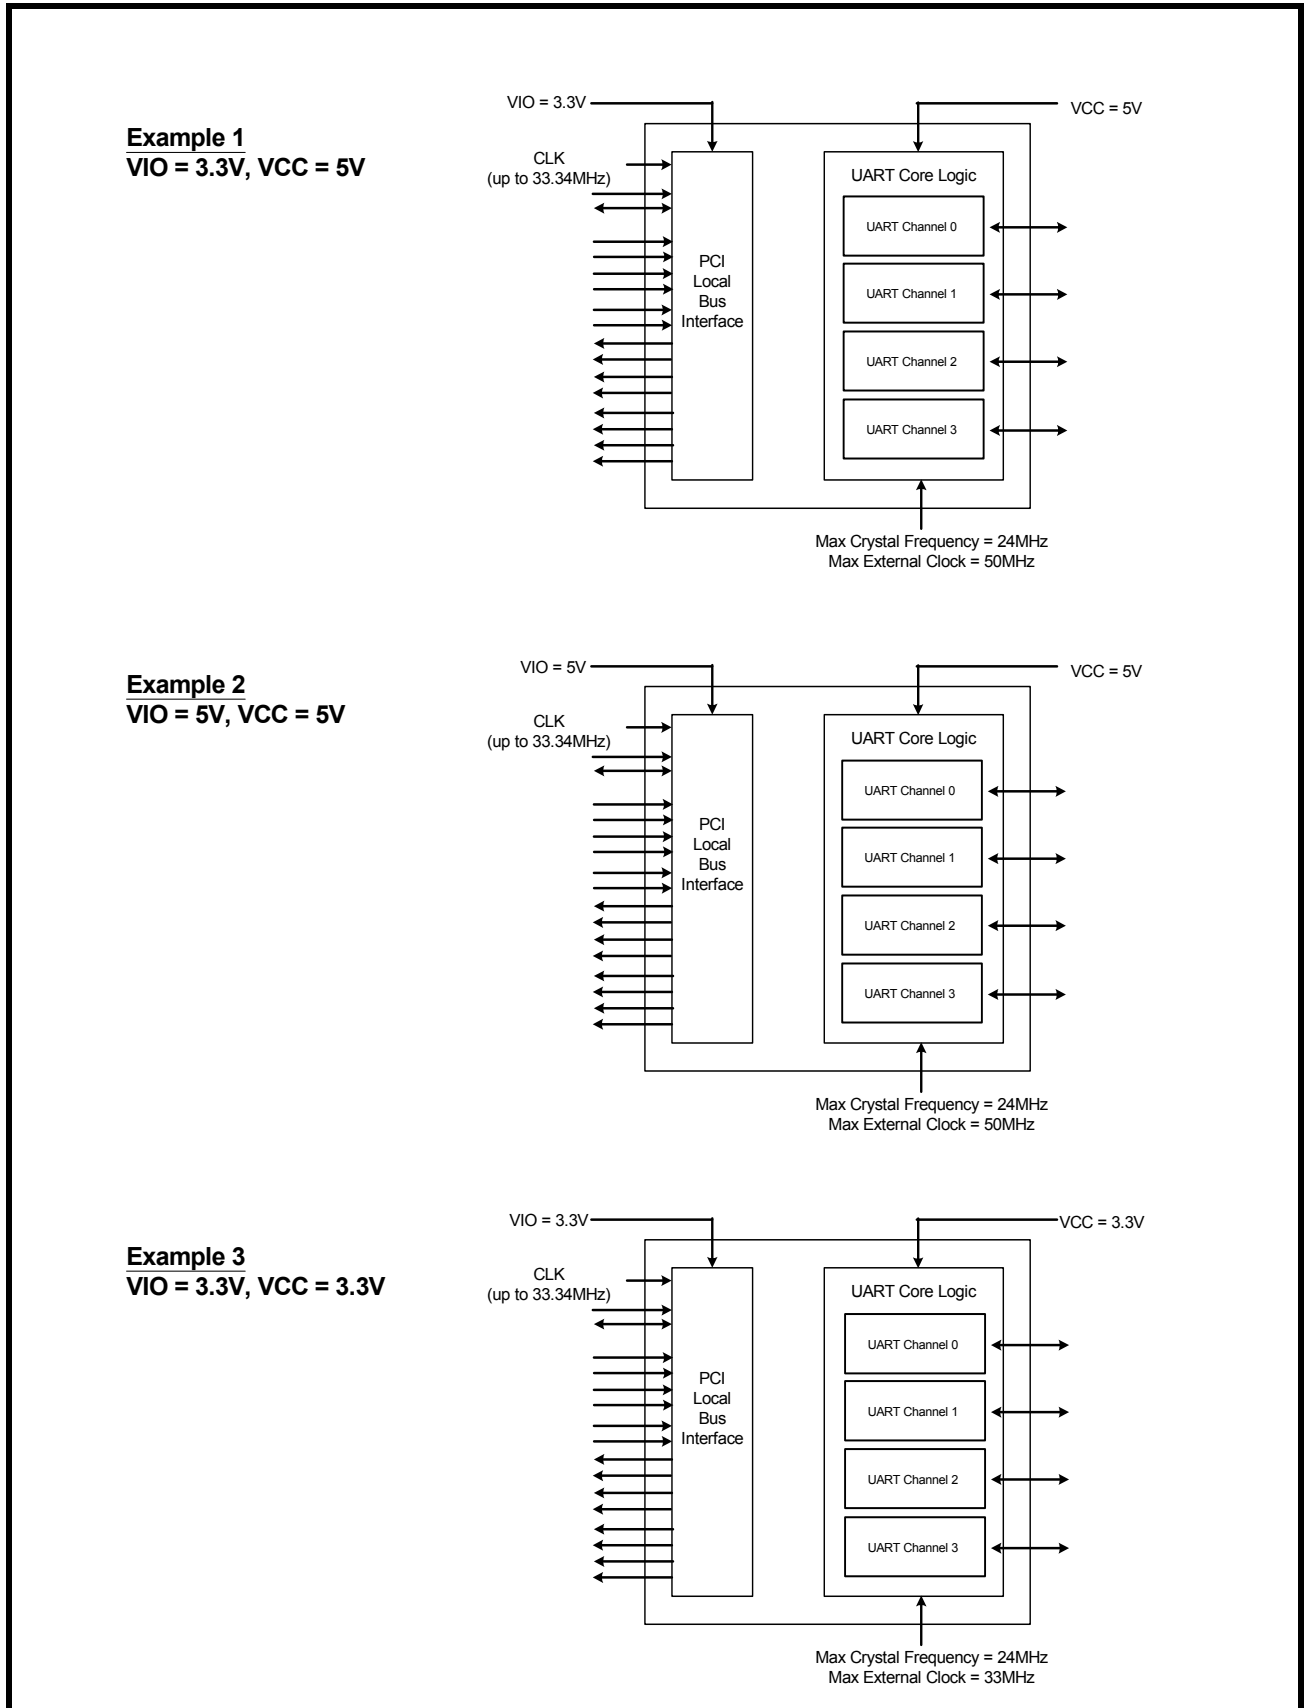 VIO = 3.3V
VCC = 5V
Example 1
VIO = 3.3V, VCC = 5V
CLK
(up to 33.34MHz)
PCI
Local
Bus
Interface
UART Core Logic
UART Channel 0
UART Channel 1
UART Channel 2
UART Channel 3
Max Crystal Frequency = 24MHz
Max External Clock = 50MHz
VIO = 5V
VCC = 5V
Example 2
VIO = 5V, VCC = 5V
CLK
(up to 33.34MHz)
PCI
Local
Bus
Interface
UART Core Logic
UART Channel 0
UART Channel 1
UART Channel 2
UART Channel 3
Max Crystal Frequency = 24MHz
Max External Clock = 50MHz
VIO = 3.3V
VCC = 3.3V
Example 3
VIO = 3.3V, VCC = 3.3V
CLK
(up to 33.34MHz)
PCI
Local
Bus
Interface
UART Core Logic
UART Channel 0
UART Channel 1
UART Channel 2
UART Channel 3
Max Crystal Frequency = 24MHz
Max External Clock = 33MHz